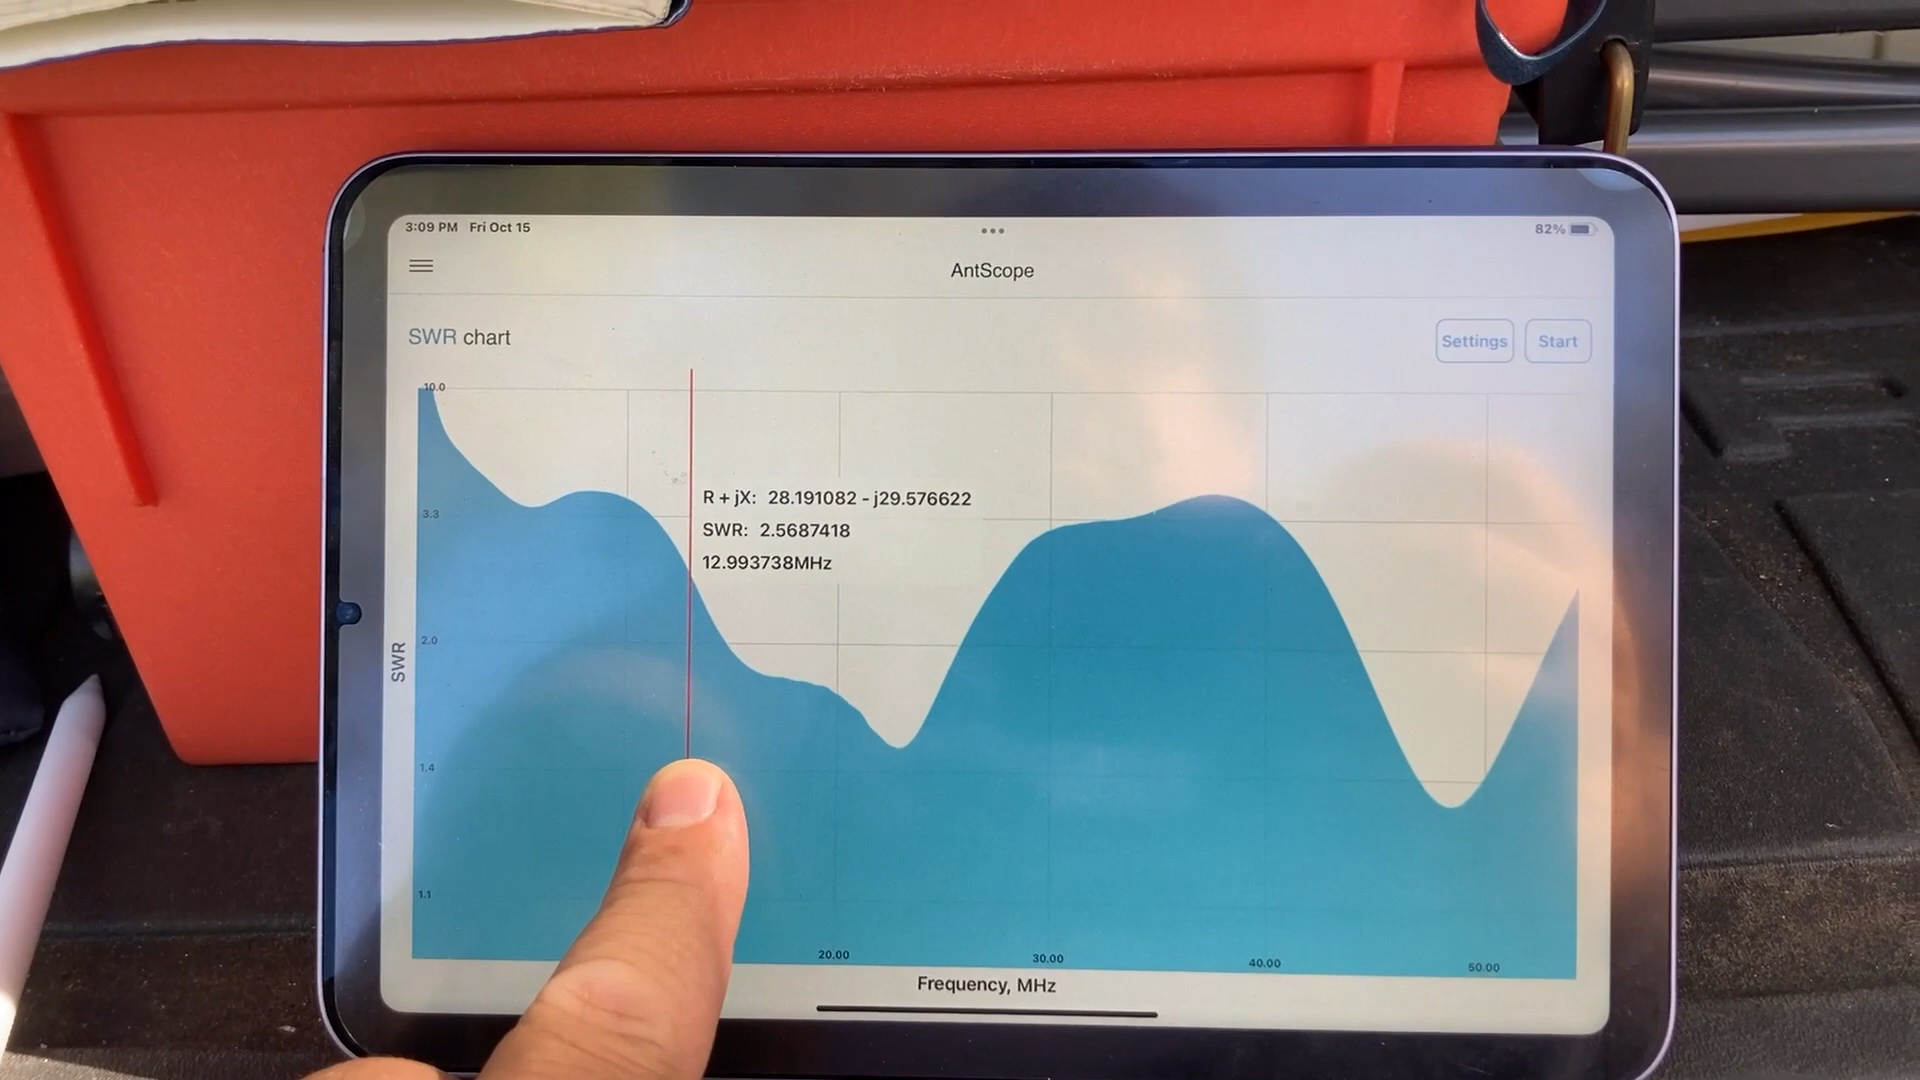 3:09 PM Fri Oct 15
82%
AntScope
SWR chart
Settings
Start
10.0
3.3
2.0
1.4
1.1
SWR
R + jX: 28.191082 - j29.576622
SWR: 2.5687418
12.993738MHz
20.00
30.00
40.00
50.00
Frequency, MHz